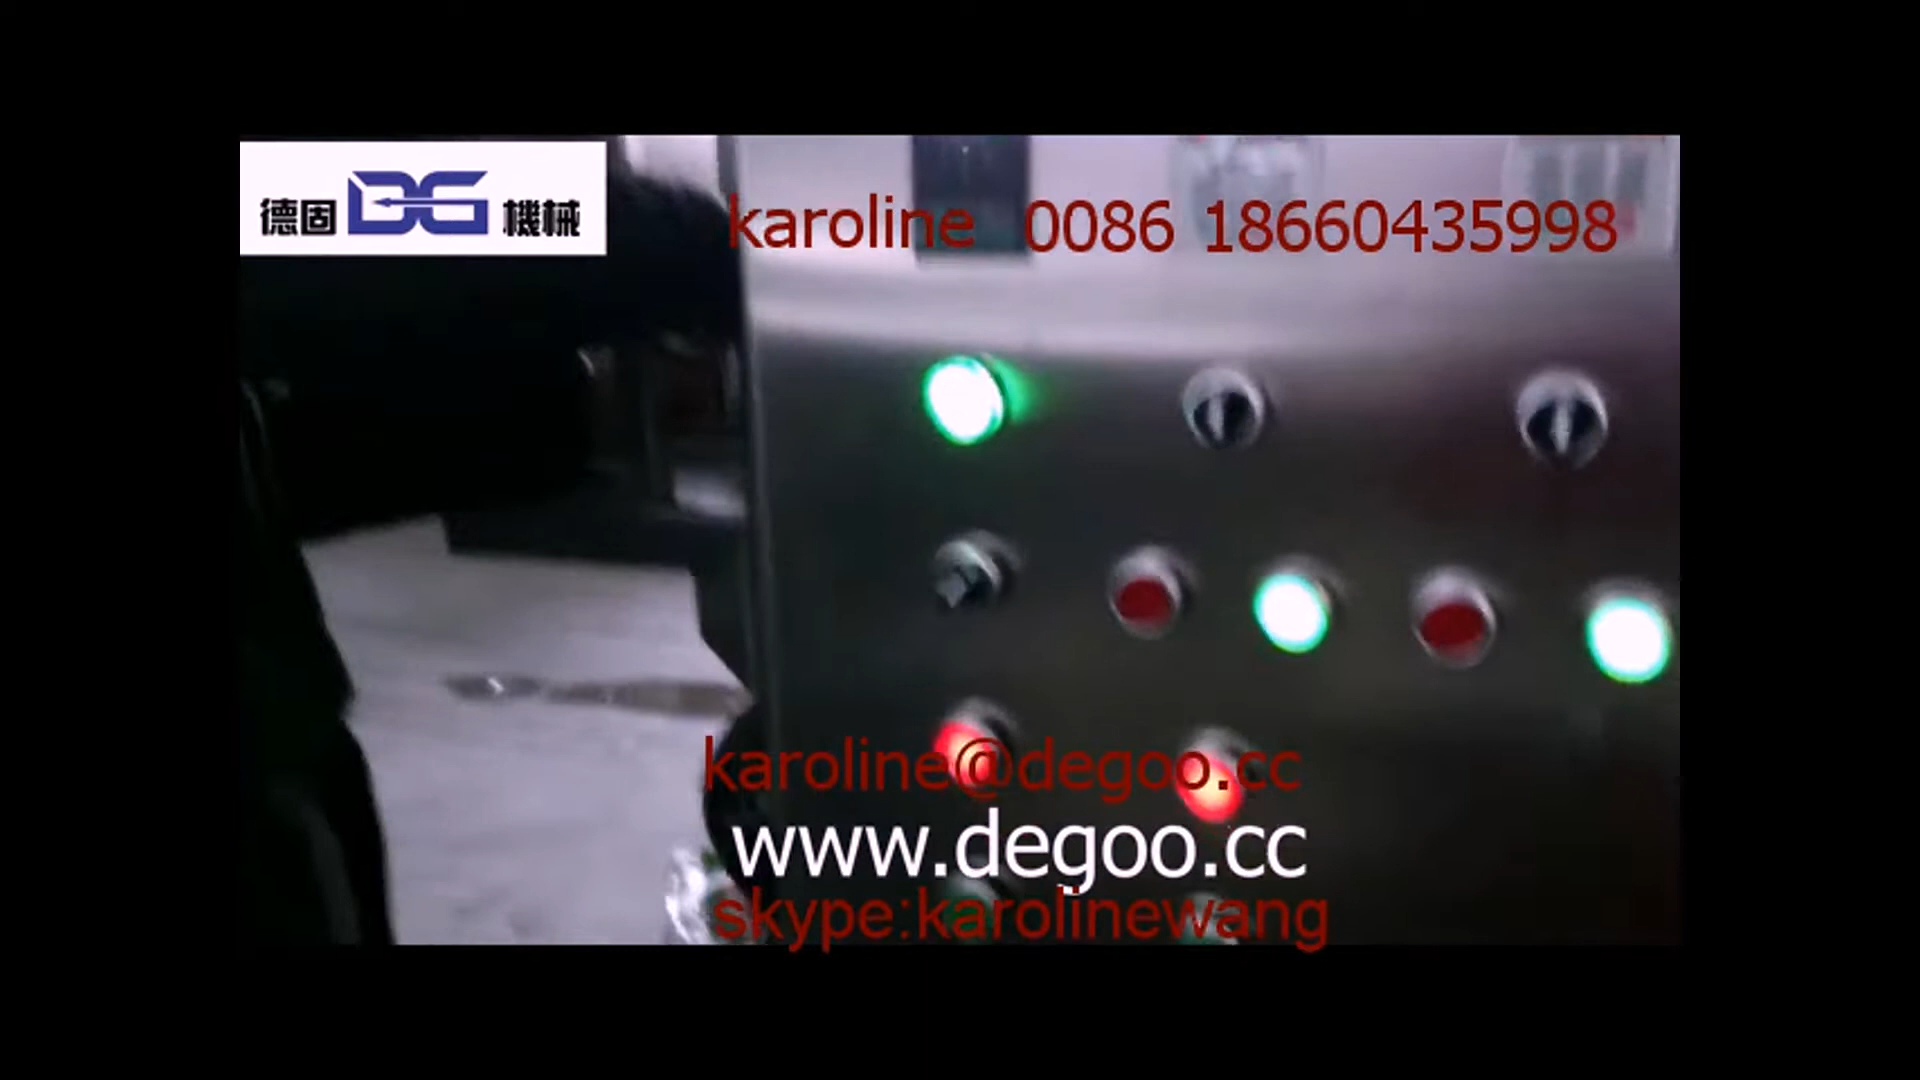 德固 DG 機械
karoline 0086 18660435998
karoline@degoo.cc
www.degoo.cc
skype:karolinewang